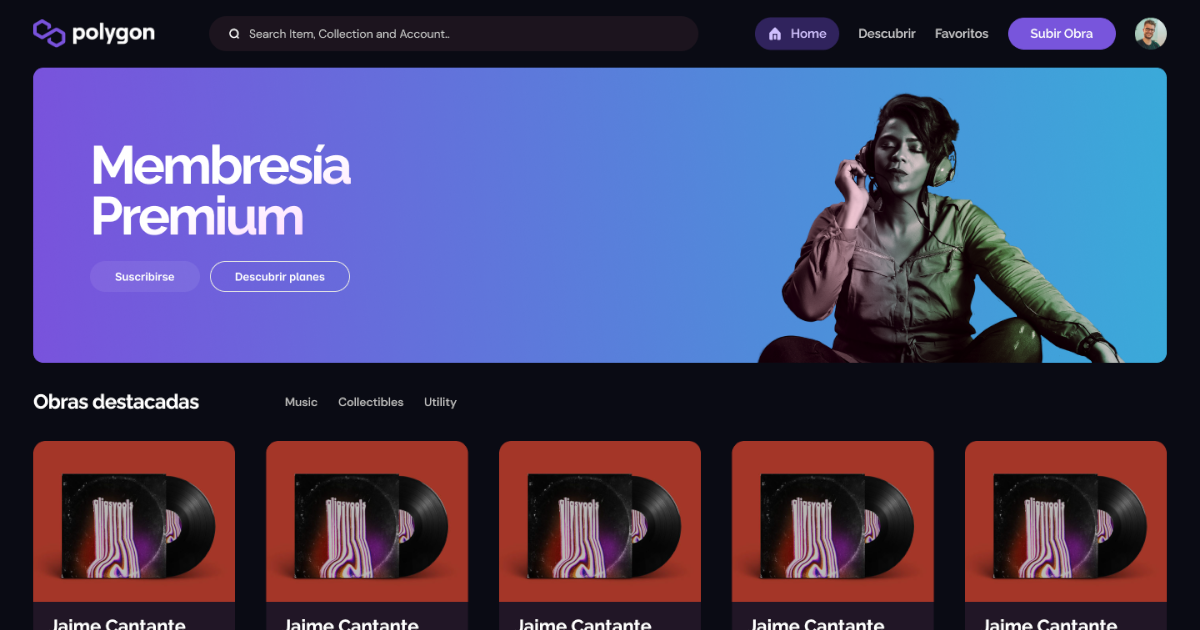 polygon
Search Item, Collection and Account..
Home
Descubrir
Favoritos
Subir Obra
Membresía
Premium
Suscribirse
Descubrir planes
Obras destacadas
Music
Collectibles
Utility
Jaime Cantante
Jaime Cantante
Jaime Cantante
Jaime Cantante
Jaime Cantante